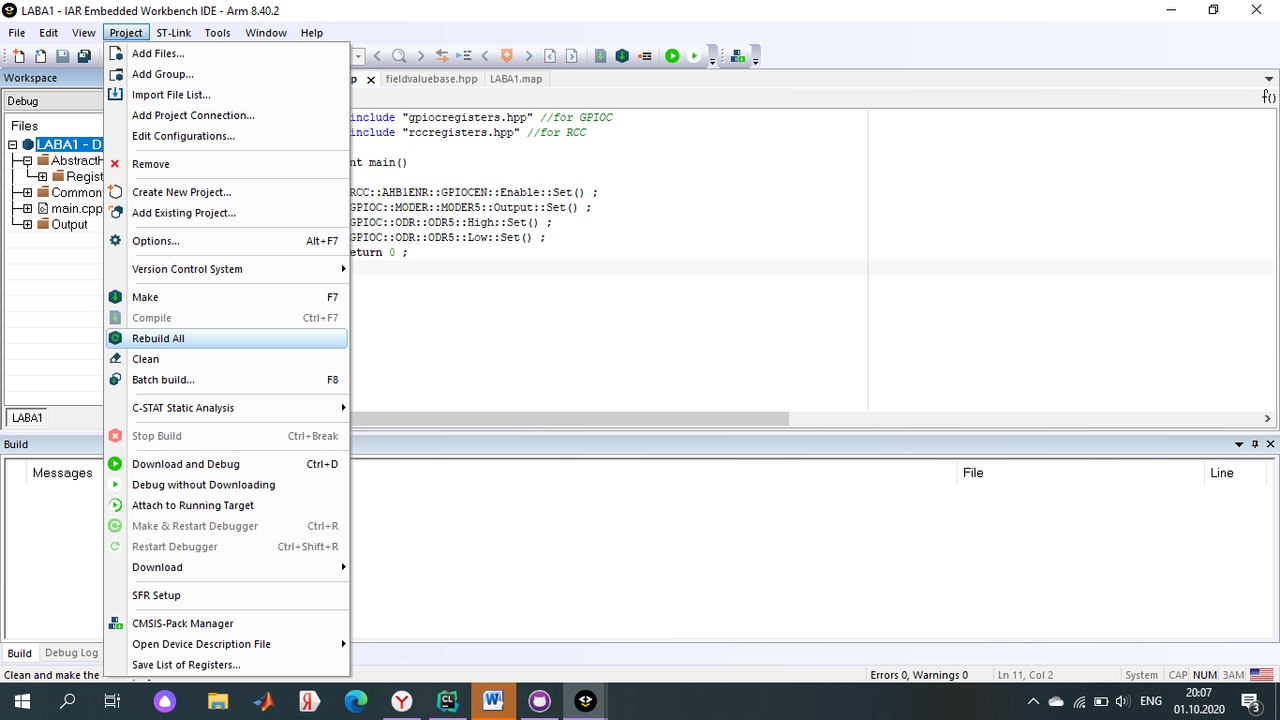 LABA1 - IAR Embedded Workbench IDE - Arm 8.40.2
File Edit View Project ST-Link Tools Window Help
Workspace
Debug
Files
LABA1 - D
Abstract
Regist
Common
main.cpp
Output
LABA1
Add Files...
Add Group...
Import File List...
Add Project Connection...
Edit Configurations...
Remove
Create New Project...
Add Existing Project...
Options... Alt+F7
Version Control System
Make F7
Compile Ctrl+F7
Rebuild All
Clean
Batch build... F8
C-STAT Static Analysis
Stop Build Ctrl+Break
Download and Debug Ctrl+D
Debug without Downloading
Attach to Running Target
Make & Restart Debugger Ctrl+R
Restart Debugger Ctrl+Shift+R
Download
SFR Setup
CMSIS-Pack Manager
Open Device Description File
Save List of Registers...
p fieldvaluebase.hpp LABA1.map
f()
include "gpiocregisters.hpp" //for GPIOC
include "rccregisters.hpp" //for RCC
nt main()
RCC::AHB1ENR::GPIOCEN::Enable::Set() ;
GPIOC::MODER::MODER5::Output::Set() ;
GPIOC::ODR::ODR5::High::Set() ;
GPIOC::ODR::ODR5::Low::Set() ;
eturn 0 ;
Build
Messages File Line
Build Debug Log
Clean and make the
Errors 0, Warnings 0 Ln 11, Col 2 System CAP NUM ЗАМ
ENG 20:07
01.10.2020
3